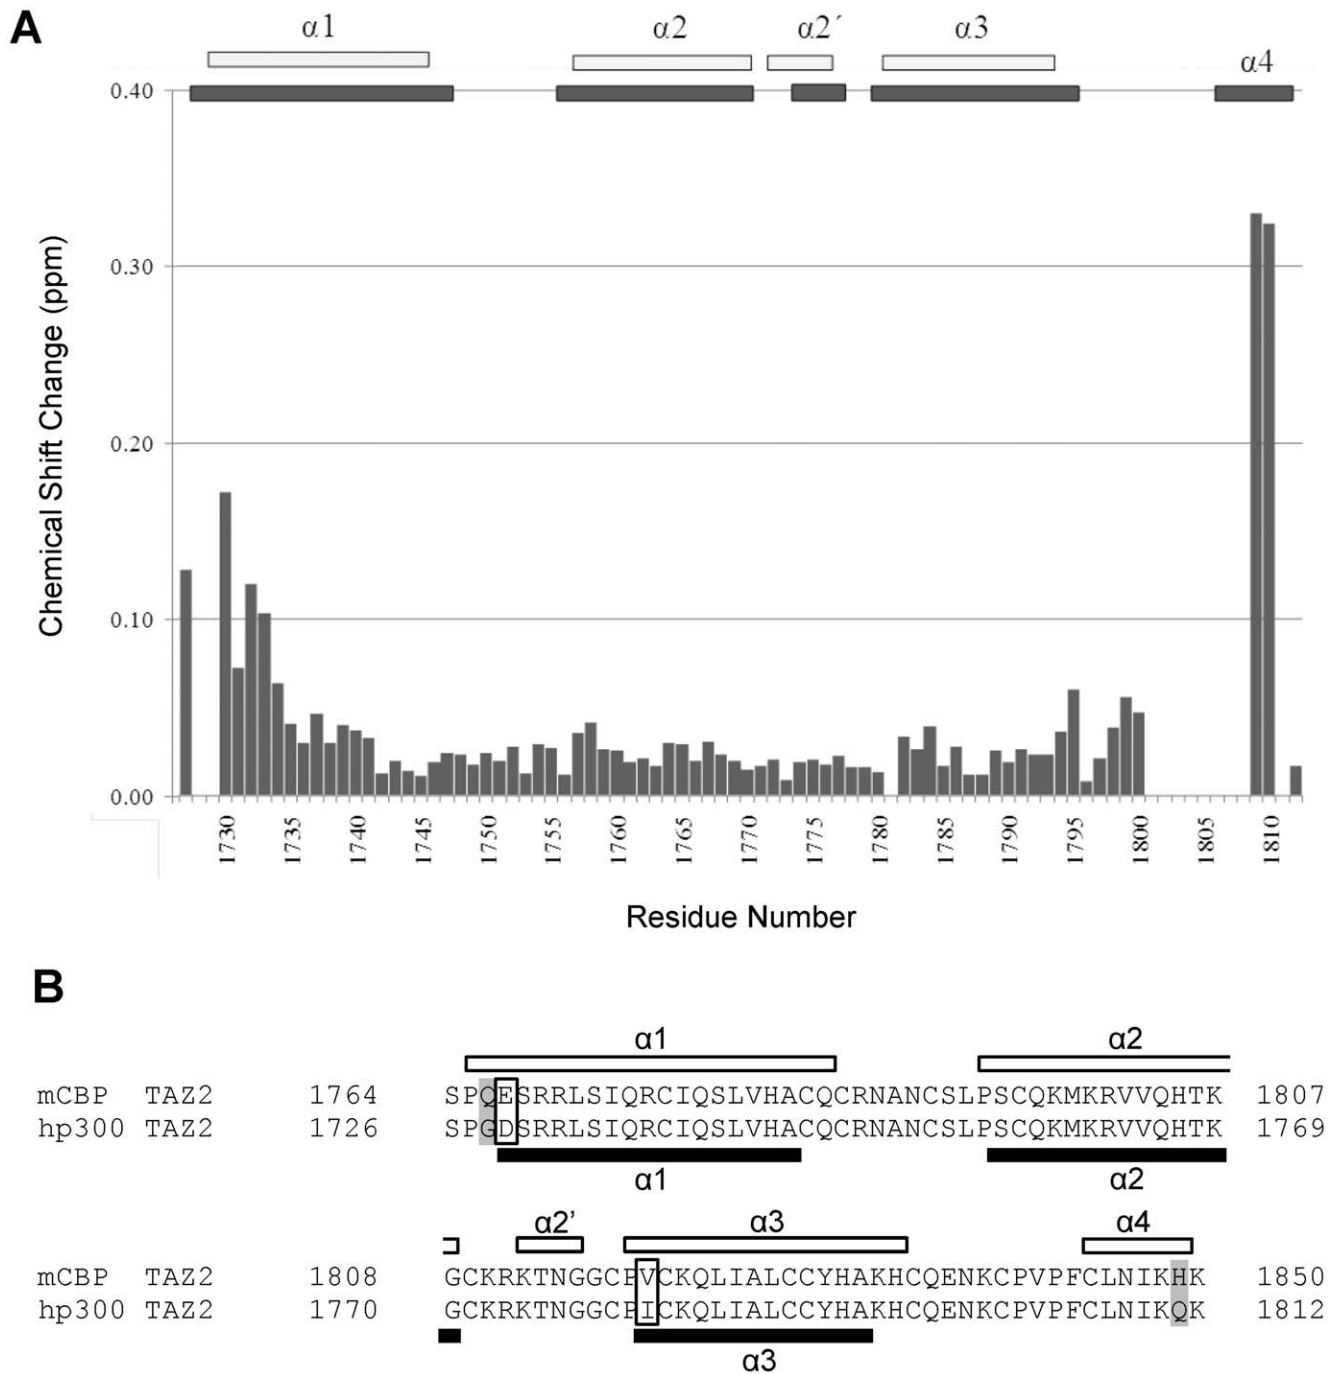 A
α1 α2 α2´ α3 α4
0.40
0.30
0.20
0.10
0.00
Chemical Shift Change (ppm)
1730 1735 1740 1745 1750 1755 1760 1765 1770 1775 1780 1785 1790 1795 1800 1805 1810
Residue Number
B
α1 α2
mCBP TAZ2 1764 SPQESRRLSIQRCIQSLVHACQCRNANCSLPSCQKMKRVVQHTK 1807
hp300 TAZ2 1726 SPGDSRRLSIQRCIQSLVHACQCRNANCSLPSCQKMKRVVQHTK 1769
α1 α2
α2’ α3 α4
mCBP TAZ2 1808 GCKRKTNGGCPVCKQLIALCCYHAKHCQENKCPVPFCLNIKHK 1850
hp300 TAZ2 1770 GCKRKTNGGCPICKQLIALCCYHAKHCQENKCPVPFCLNIKQK 1812
α3